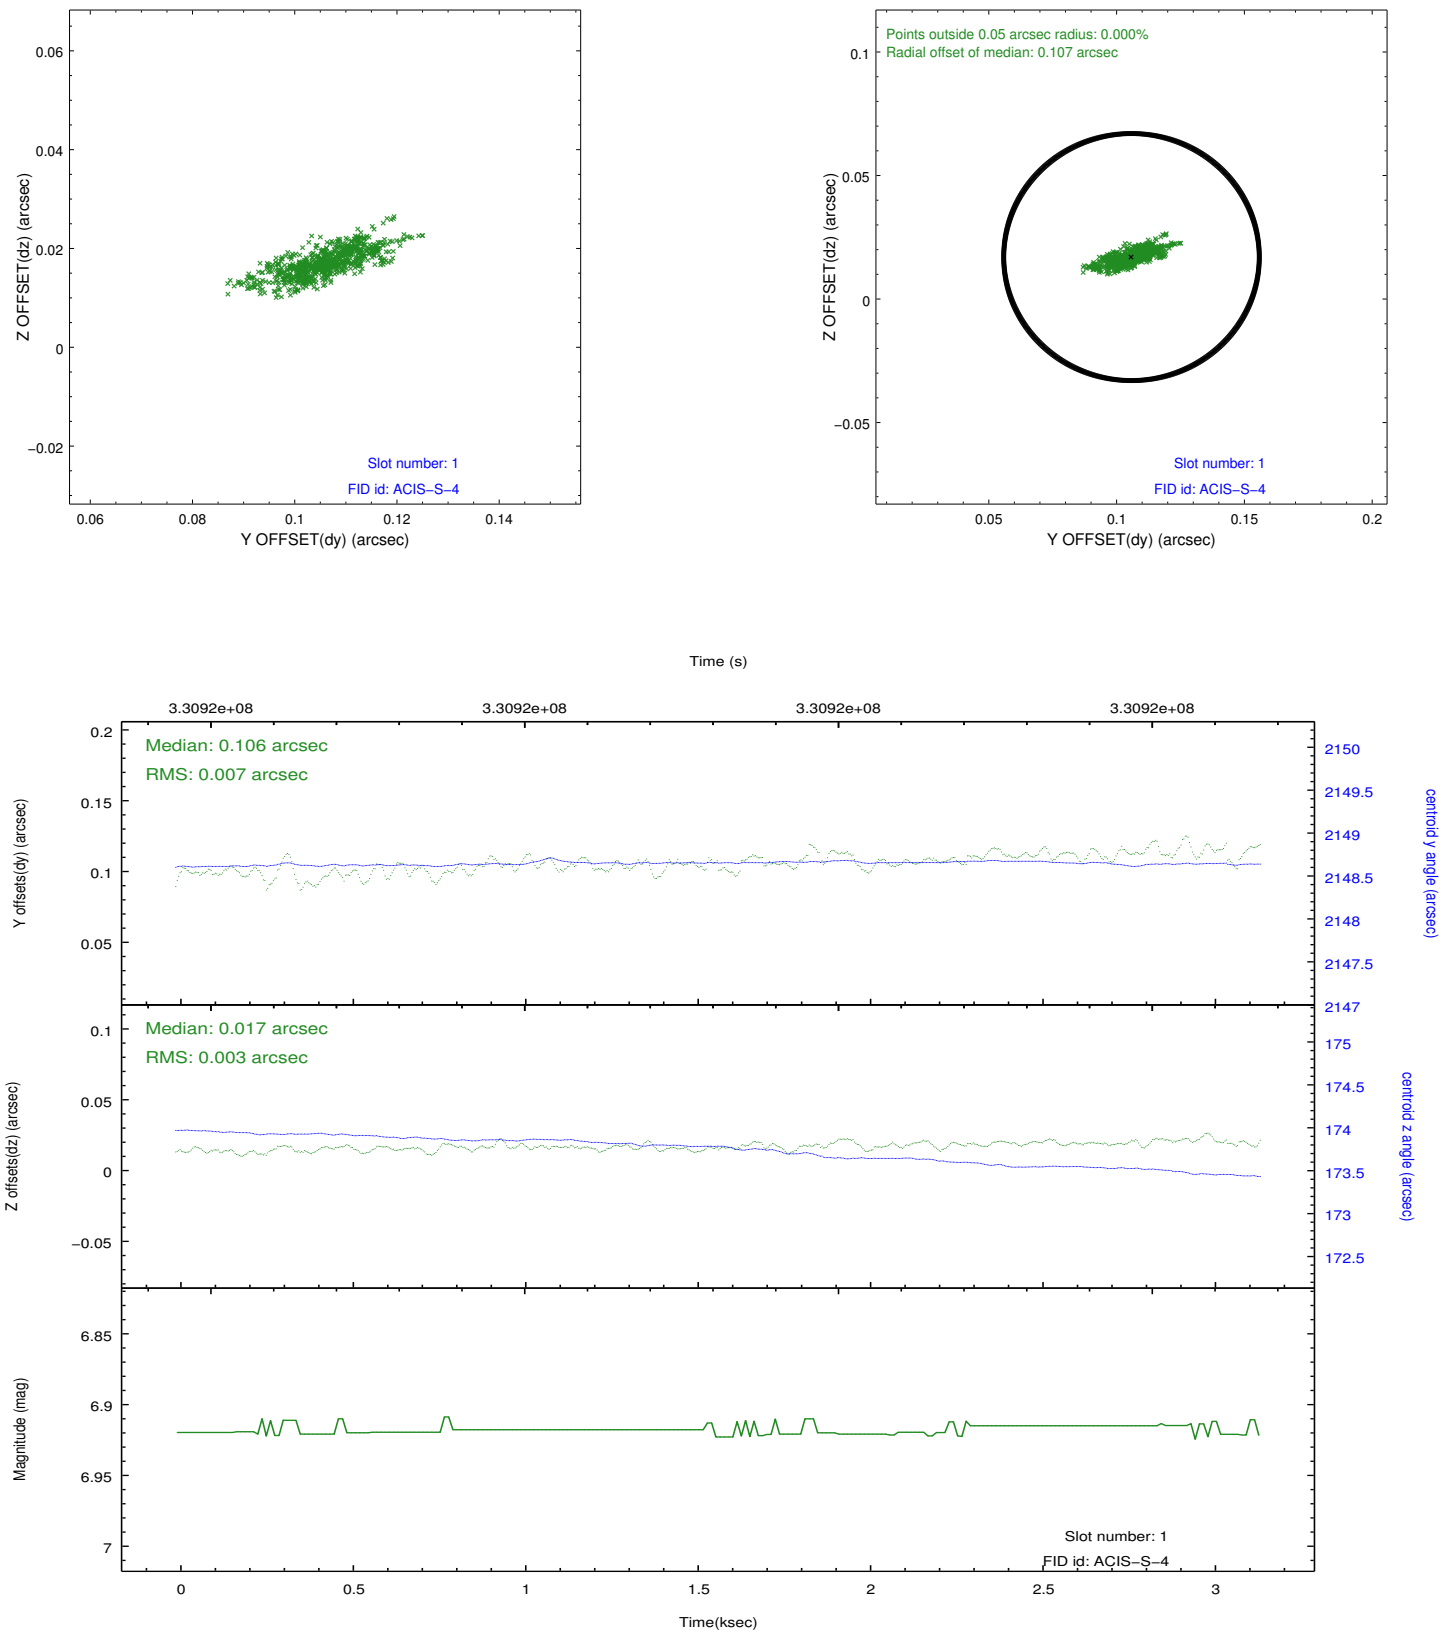 0.06
0.04
0.02
0
−0.02
Z OFFSET(dz) (arcsec)
Slot number: 1
FID id: ACIS−S−4
0.06 0.08 0.1 0.12 0.14
Y OFFSET(dy) (arcsec)
Points outside 0.05 arcsec radius: 0.000%
Radial offset of median: 0.107 arcsec
0.1
0.05
0
−0.05
Z OFFSET(dz) (arcsec)
Slot number: 1
FID id: ACIS−S−4
0.05 0.1 0.15 0.2
Y OFFSET(dy) (arcsec)
Time (s)
3.3092e+08 3.3092e+08 3.3092e+08 3.3092e+08
Median: 0.106 arcsec
RMS: 0.007 arcsec
0.2
0.15
0.1
0.05
Y offsets(dy) (arcsec)
2150
2149.5
2149
2148.5
2148
2147.5
2147
centroid y angle (arcsec)
Median: 0.017 arcsec
RMS: 0.003 arcsec
0.1
0.05
0
−0.05
Z offsets(dz) (arcsec)
175
174.5
174
173.5
173
172.5
centroid z angle (arcsec)
6.85
6.9
6.95
7
Magnitude (mag)
Slot number: 1
FID id: ACIS−S−4
0 0.5 1 1.5 2 2.5 3
Time(ksec)